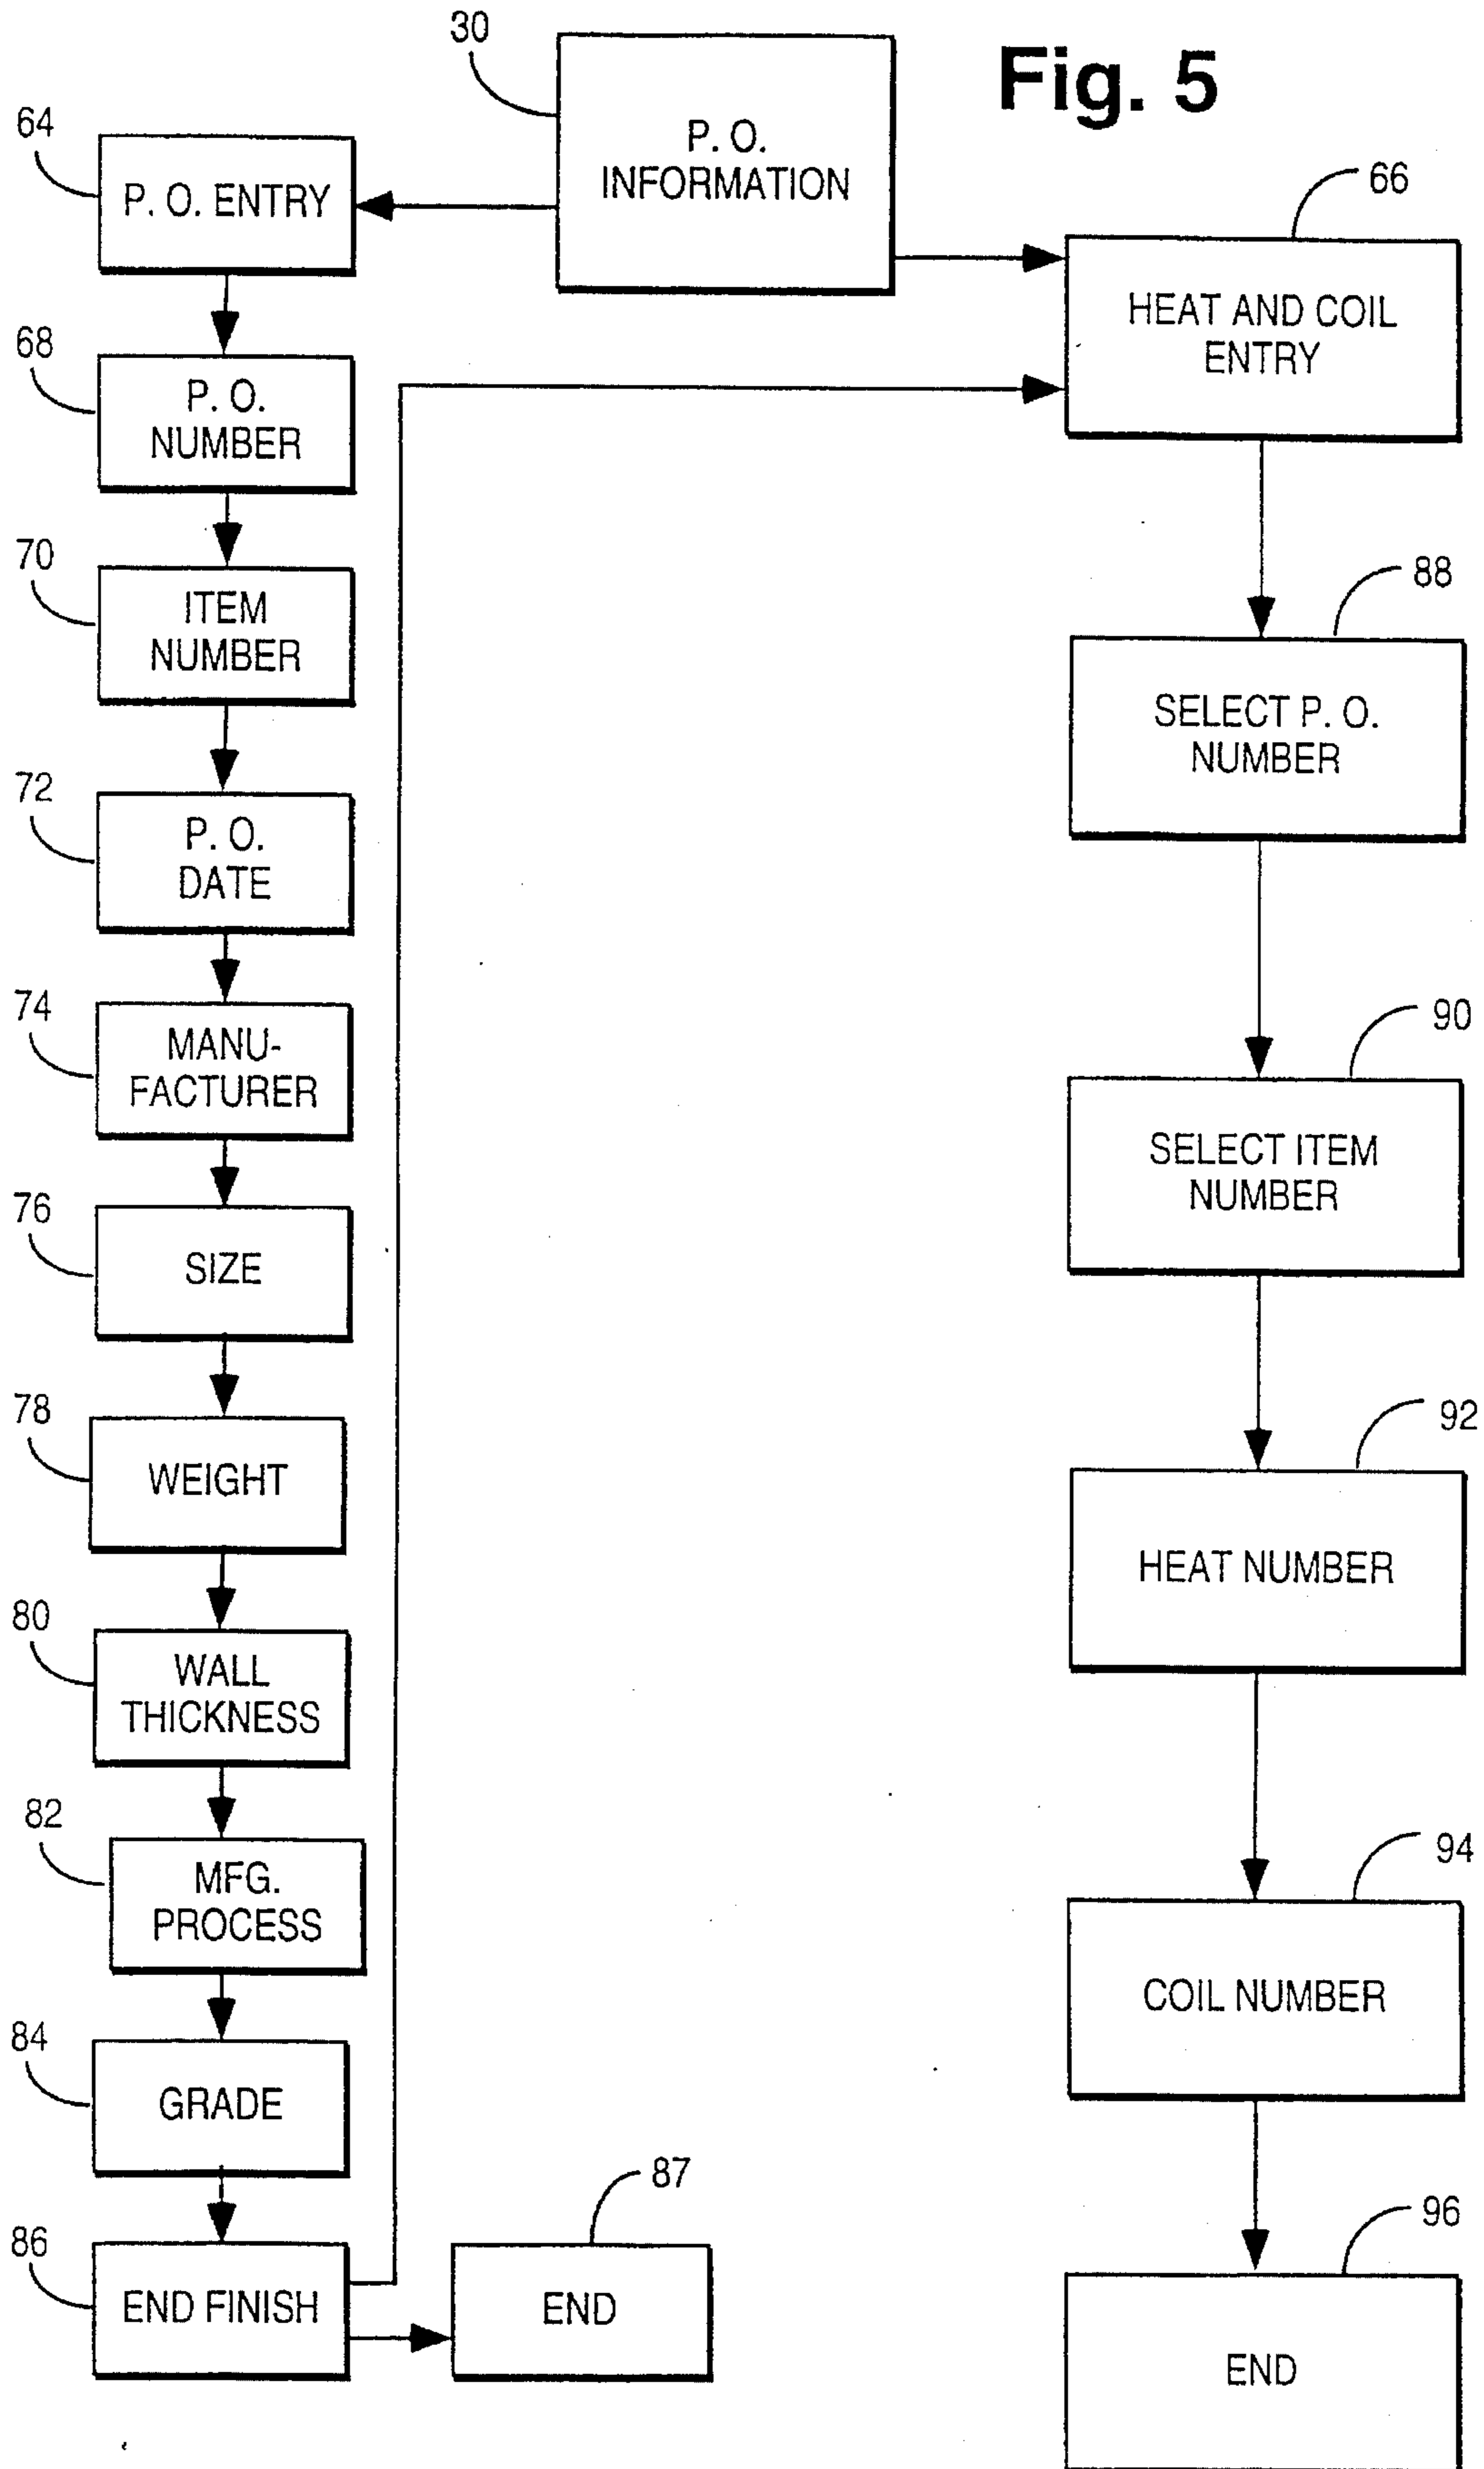 Fig. 5
30
P. O.
INFORMATION
64
P. O. ENTRY
68
P. O.
NUMBER
70
ITEM
NUMBER
72
P. O.
DATE
74
MANU-
FACTURER
76
SIZE
78
WEIGHT
80
WALL
THICKNESS
82
MFG.
PROCESS
84
GRADE
86
END FINISH
87
END
66
HEAT AND COIL
ENTRY
88
SELECT P. O.
NUMBER
90
SELECT ITEM
NUMBER
92
HEAT NUMBER
94
COIL NUMBER
96
END